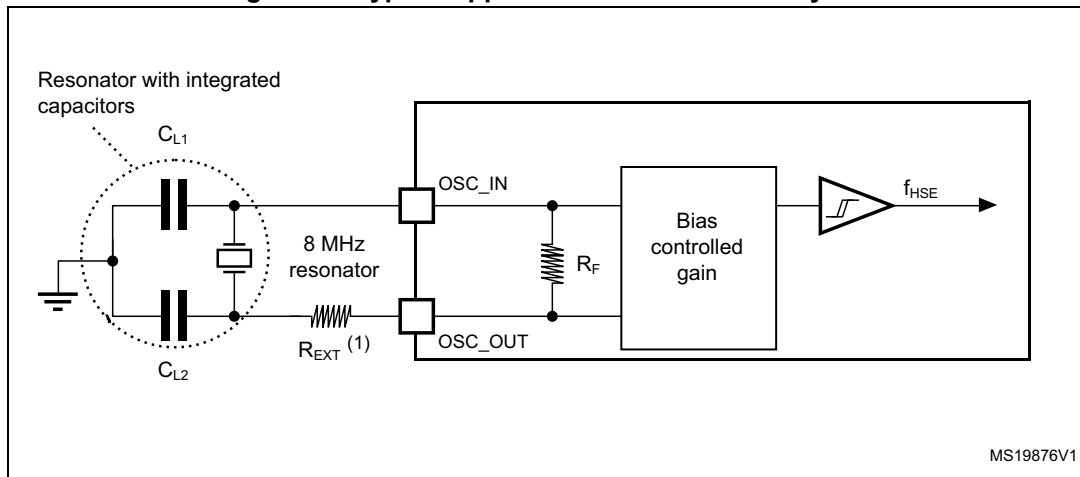 Resonator with integrated
capacitors
CL1
OSC_IN
fHSE
8 MHz
resonator
RF
Bias
controlled
gain
REXT (1)
OSC_OUT
CL2
MS19876V1